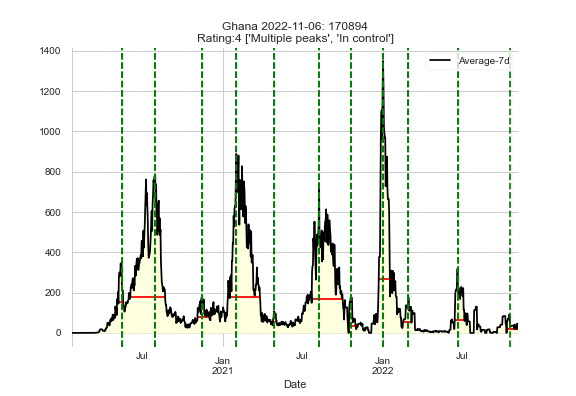 Ghana 2022-11-06: 170894
Rating:4 ['Multiple peaks', 'In control']
1400
1200
1000
800
600
400
200
0
Average-7d
Jul
Jan
2021
Jul
Jan
2022
Jul
Date